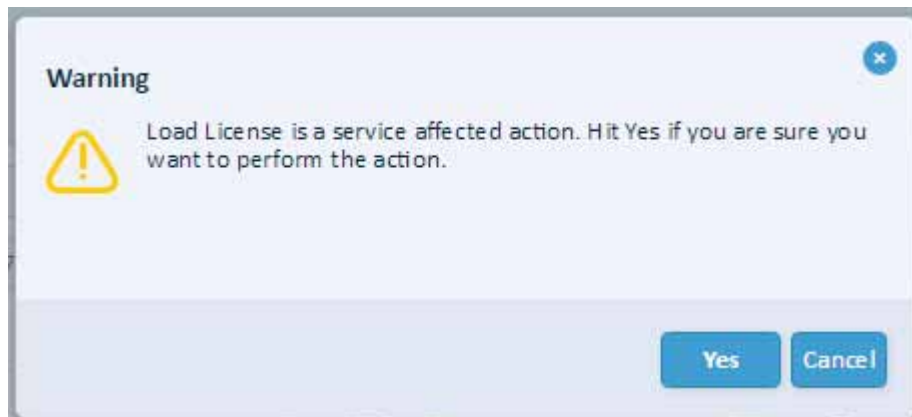 Warning
Load License is a service affected action. Hit Yes if you are sure you
want to perform the action.
Yes
Cancel